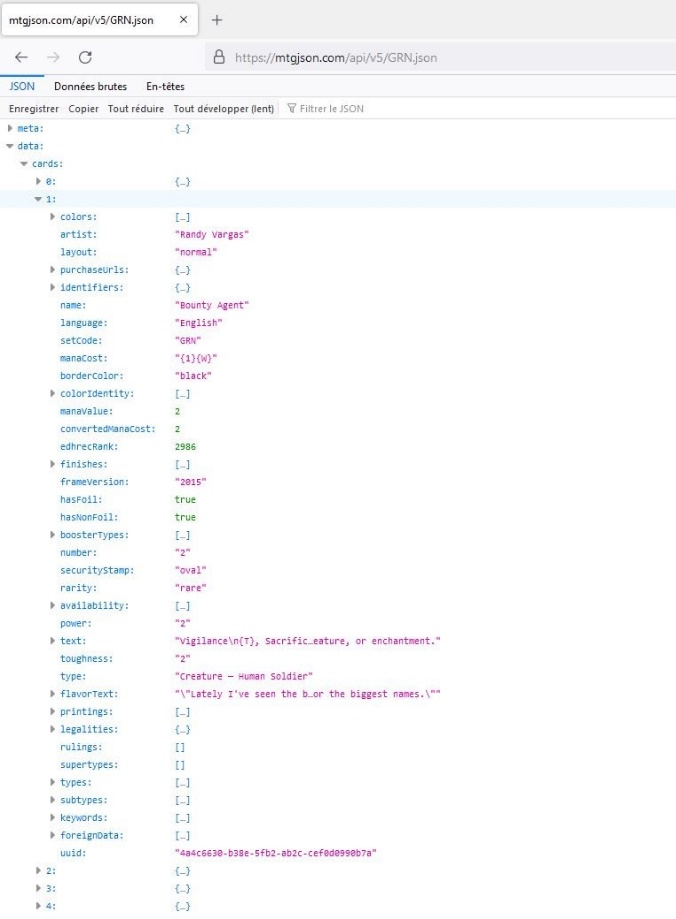 mtgjson.com/api/v5/GRN.json
https://mtgjson.com/api/v5/GRN.json
JSON Données brutes En-têtes
Enregistrer Copier Tout réduire Tout développer (lent) Filtrer le JSON
meta: {…}
data:
cards:
0: {…}
1:
colors: […]
artist: "Randy Vargas"
layout: "normal"
purchaseUrls: {…}
identifiers: {…}
name: "Bounty Agent"
language: "English"
setCode: "GRN"
manaCost: "{1}{W}"
borderColor: "black"
colorIdentity: […]
manaValue: 2
convertedManaCost: 2
edhrecRank: 2986
finishes: […]
frameVersion: "2015"
hasFoil: true
hasNonFoil: true
boosterTypes: […]
number: "2"
securityStamp: "oval"
rarity: "rare"
availability: […]
power: "2"
text: "Vigilance\n{T}, Sacrific…eature, or enchantment."
toughness: "2"
type: "Creature — Human Soldier"
flavorText: "\"Lately I've seen the b…or the biggest names.\""
printings: […]
legalities: {…}
rulings: []
supertypes: []
types: […]
subtypes: […]
keywords: […]
foreignData: […]
uuid: "4a4c6630-b38e-5fb2-ab2c-cef0d0990b7a"
2: {…}
3: {…}
4: {…}